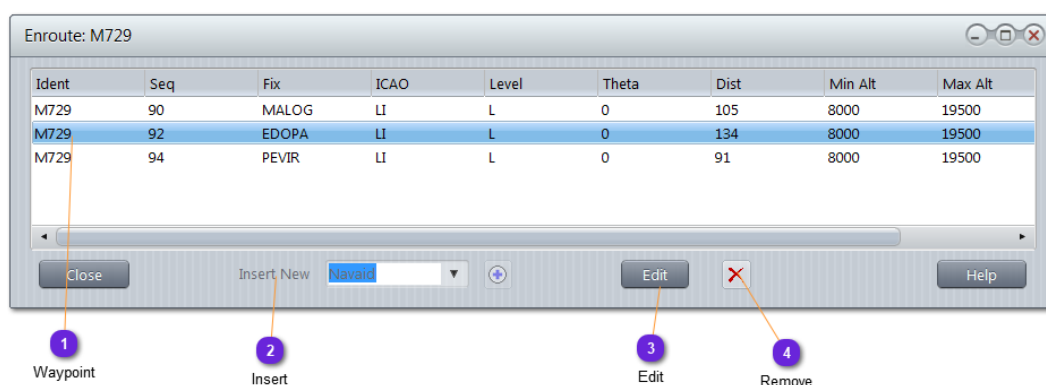 Enroute: M729
Ident Seq Fix ICAO Level Theta Dist Min Alt Max Alt
M729 90 MALOG LI L 0 105 8000 19500
M729 92 EDOPA LI L 0 134 8000 19500
M729 94 PEVIR LI L 0 91 8000 19500
Close Insert New Navaid Edit Help
1 2 3 4
Waypoint Insert Edit Remove